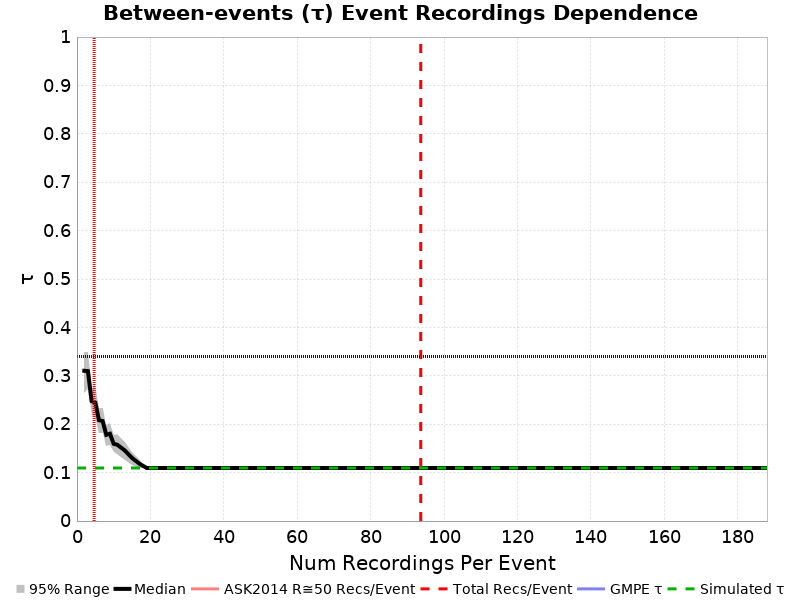 Between-events (τ) Event Recordings Dependence
1
0.9
0.8
0.7
0.6
0.5
0.4
0.3
0.2
0.1
0
τ
0 20 40 60 80 100 120 140 160 180
Num Recordings Per Event
95% Range Median ASK2014 R≅50 Recs/Event Total Recs/Event GMPE τ Simulated τ